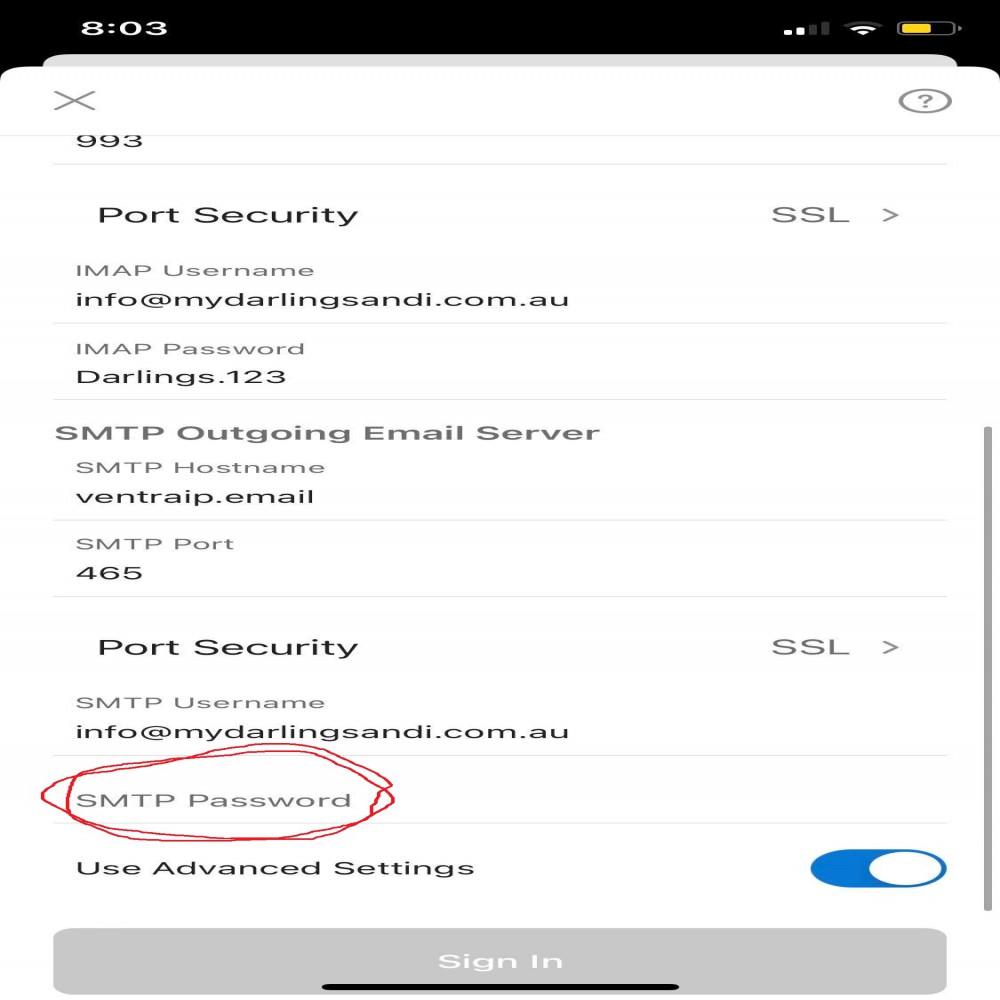 8:03
?
993
Port Security SSL >
IMAP Username
info@mydarlingsandi.com.au
IMAP Password
Darlings.123
SMTP Outgoing Email Server
SMTP Hostname
ventraip.email
SMTP Port
465
Port Security SSL >
SMTP Username
info@mydarlingsandi.com.au
SMTP Password
Use Advanced Settings
Sign In